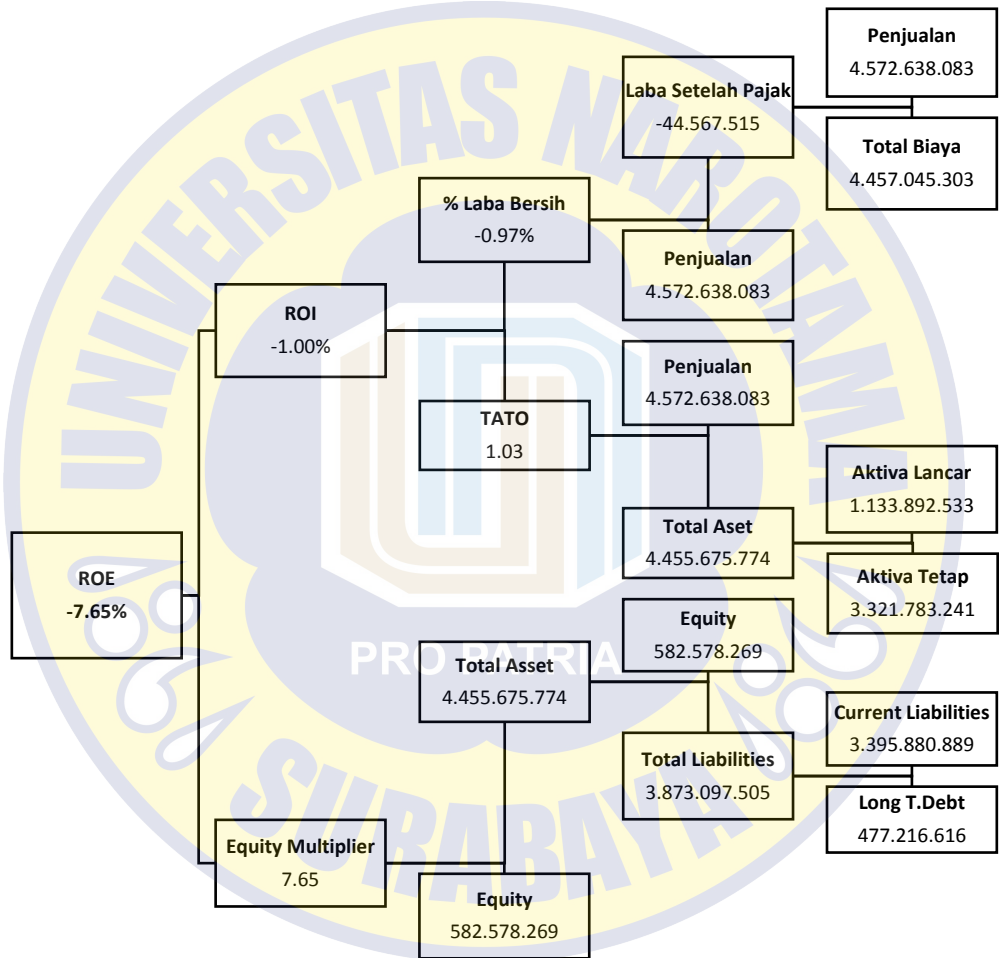 Penjualan
4.572.638.083
Laba Setelah Pajak
-44.567.515
Total Biaya
4.457.045.303
% Laba Bersih
-0.97%
Penjualan
4.572.638.083
ROI
-1.00%
Penjualan
4.572.638.083
TATO
1.03
Aktiva Lancar
1.133.892.533
Total Aset
4.455.675.774
Aktiva Tetap
3.321.783.241
ROE
-7.65%
Equity
582.578.269
Total Asset
4.455.675.774
Current Liabilities
3.395.880.889
Total Liabilities
3.873.097.505
Long T.Debt
477.216.616
Equity Multiplier
7.65
Equity
582.578.269
UNIVERSITAS NAROTAMA
PRO PATRIA
SURABAYA